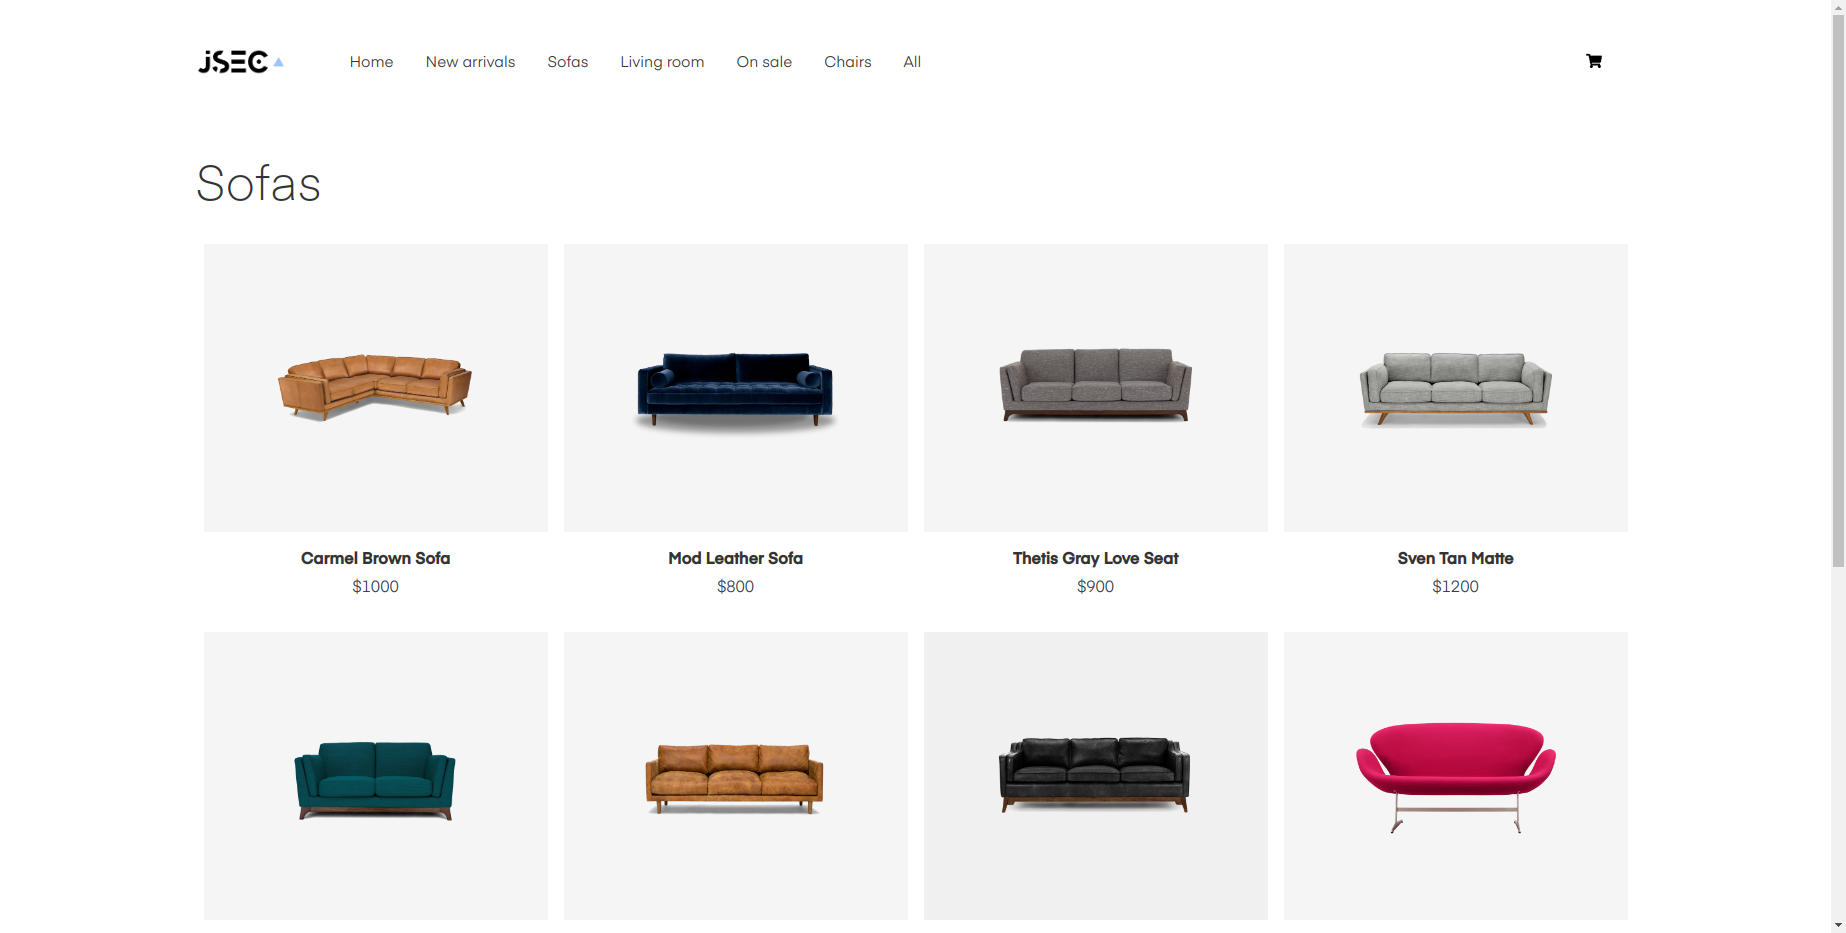 jSEC
Home New arrivals Sofas Living room On sale Chairs All
Sofas
Carmel Brown Sofa Mod Leather Sofa Thetis Gray Love Seat Sven Tan Matte
$1000 $800 $900 $1200